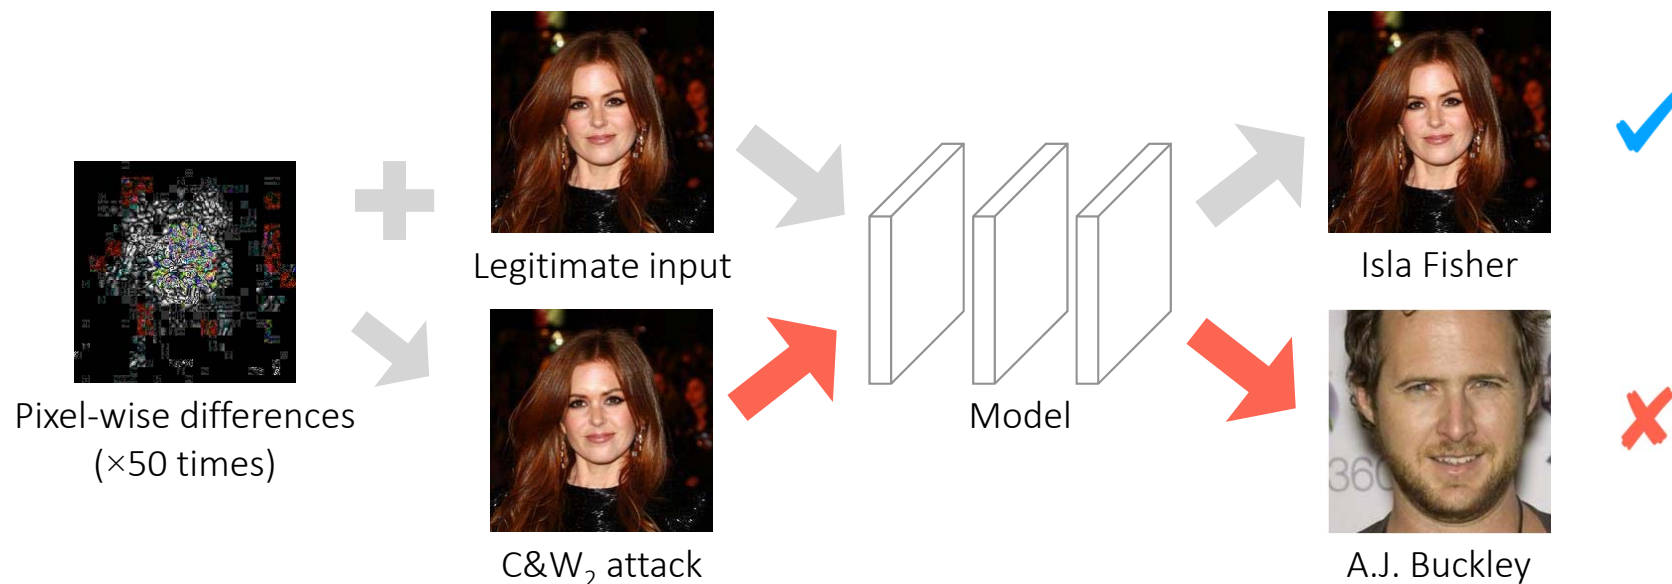 Legitimate input
Isla Fisher
Pixel-wise differences
(×50 times)
Model
360
C&W₂ attack
A.J. Buckley